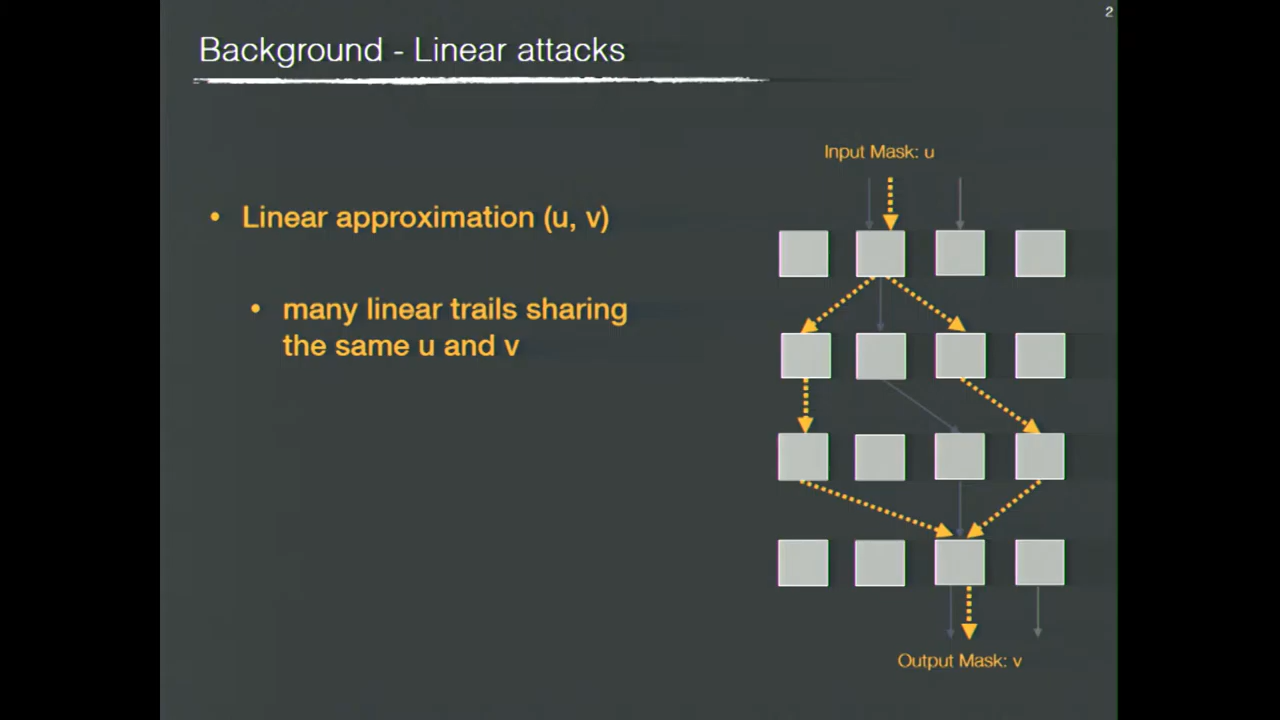 2
Background - Linear attacks
Input Mask: u
• Linear approximation (u, v)
• many linear trails sharing
the same u and v
Output Mask: v